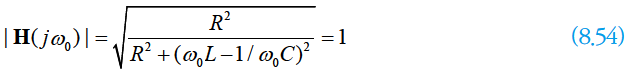 |H(jω₀)| = √(R² / (R² + (ω₀L − 1/ω₀C)²)) = 1 (8.54)